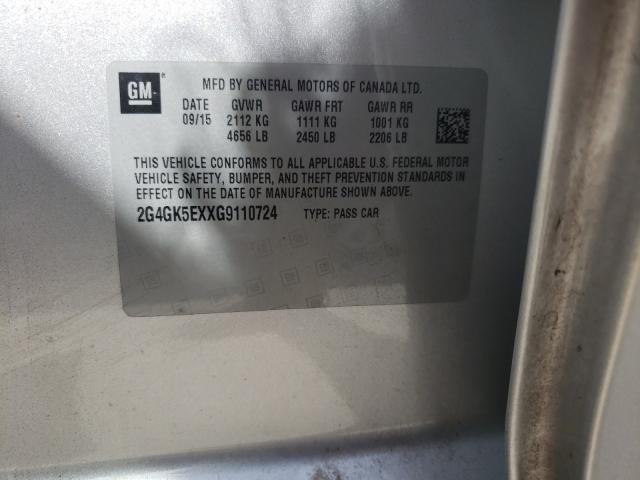 GM ®
MFD BY GENERAL MOTORS OF CANADA LTD.
DATE GVWR GAWR FRT GAWR RR
09/15 2112 KG 1111 KG 1001 KG
4656 LB 2450 LB 2206 LB
THIS VEHICLE CONFORMS TO ALL APPLICABLE U.S. FEDERAL MOTOR
VEHICLE SAFETY, BUMPER, AND THEFT PREVENTION STANDARDS IN
EFFECT ON THE DATE OF MANUFACTURE SHOWN ABOVE.
2G4GK5EXXG9110724 TYPE: PASS CAR